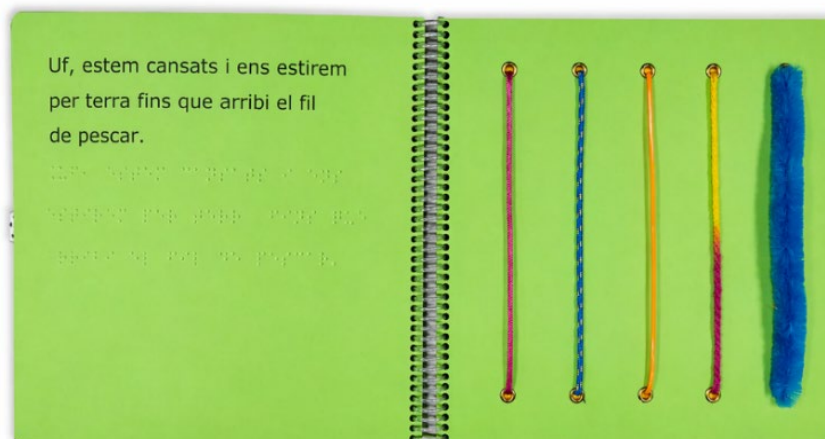 Uf, estem cansats i ens estirem
per terra fins que arribi el fil
de pescar.